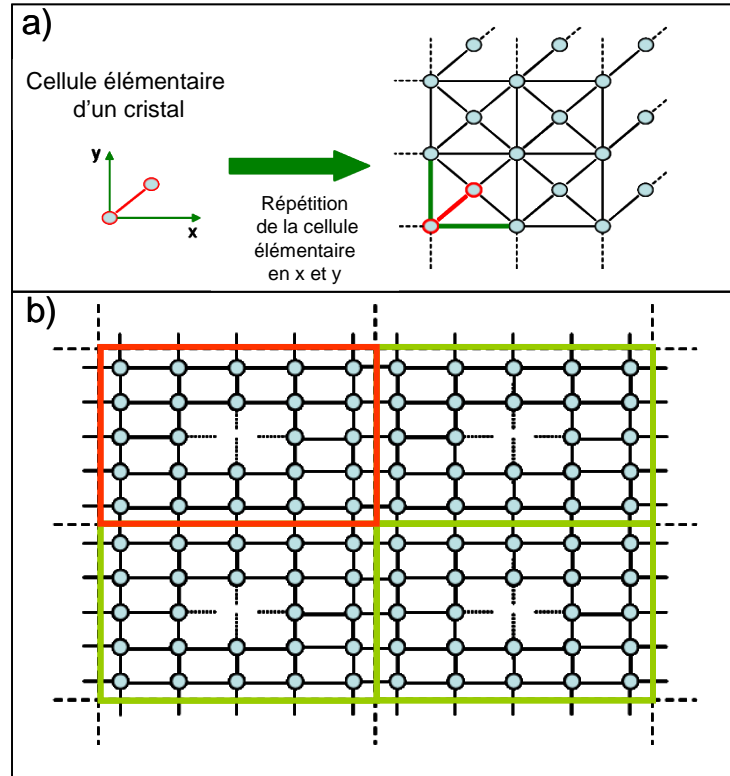 a)
Cellule élémentaire
d'un cristal
y
x
Répétition
de la cellule
élémentaire
en x et y
b)